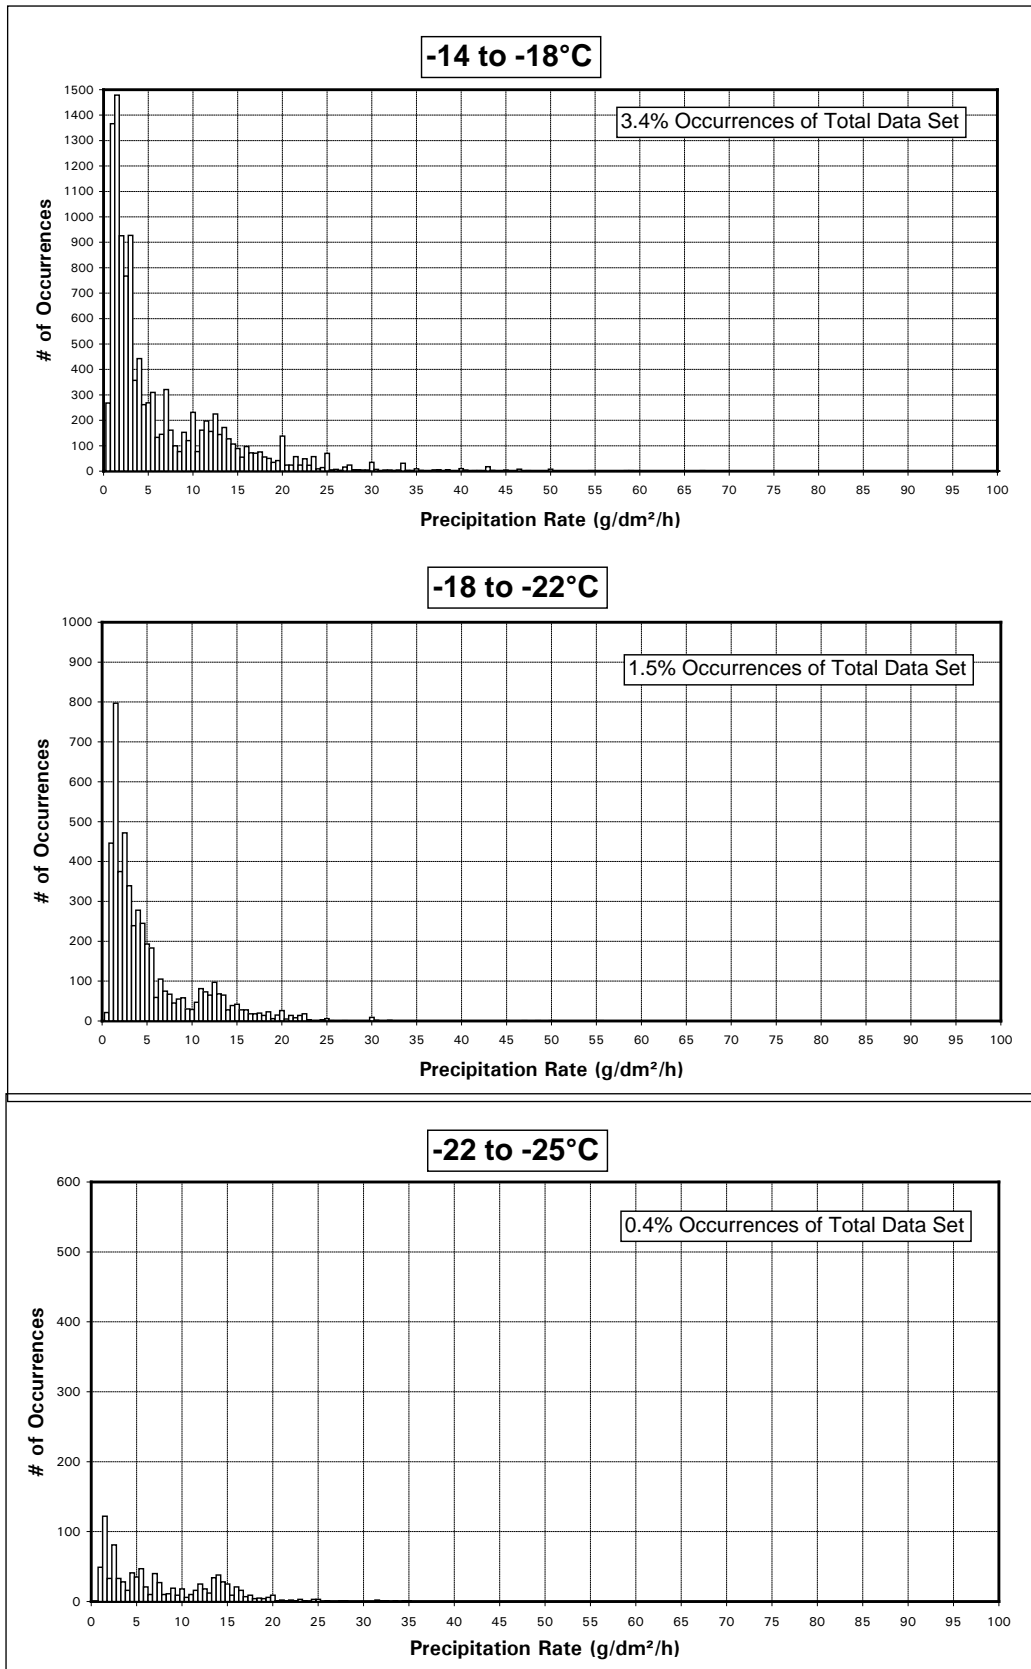 -14 to -18°C
3.4% Occurrences of Total Data Set
1500
1400
1300
1200
1100
1000
900
800
700
600
500
400
300
200
100
0
# of Occurrences
0 5 10 15 20 25 30 35 40 45 50 55 60 65 70 75 80 85 90 95 100
Precipitation Rate (g/dm²/h)
-18 to -22°C
1.5% Occurrences of Total Data Set
1000
900
800
700
600
500
400
300
200
100
0
# of Occurrences
0 5 10 15 20 25 30 35 40 45 50 55 60 65 70 75 80 85 90 95 100
Precipitation Rate (g/dm²/h)
-22 to -25°C
0.4% Occurrences of Total Data Set
600
500
400
300
200
100
0
# of Occurrences
0 5 10 15 20 25 30 35 40 45 50 55 60 65 70 75 80 85 90 95 100
Precipitation Rate (g/dm²/h)